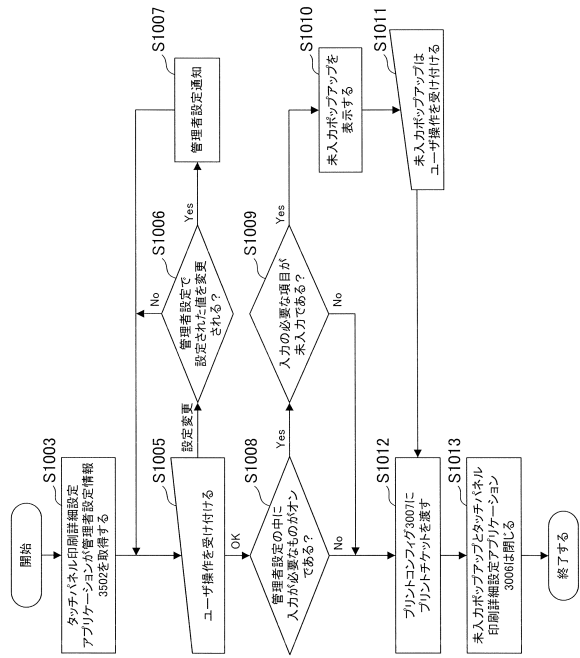 開始
S1003
タッチパネル印刷詳細設定
アプリケーションが管理者設定情報
3502を取得する
S1005
ユーザ操作を受け付ける
設定変更
OK
S1006
管理者設定で
設定された値を変更
される？
No
Yes
S1007
管理者設定通知
S1008
管理者設定の中に
入力が必要なものがオン
である？
Yes
No
S1009
入力の必要な項目が
未入力である？
Yes
No
S1010
未入力ポップアップを
表示する
S1011
未入力ポップアップは
ユーザ操作を受け付ける
S1012
プリントコンフィグ3007に
プリントチケットを渡す
S1013
未入力ポップアップとタッチパネル
印刷詳細設定アプリケーション
3006は閉じる
終了する